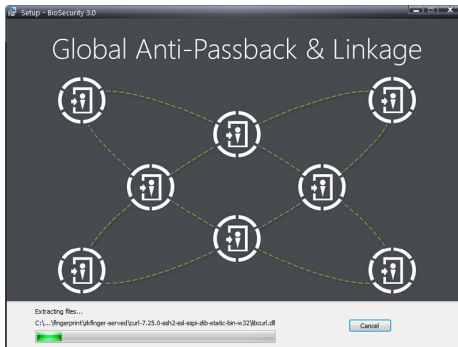 Setup - BioSecurity 3.0
Global Anti-Passback & Linkage
Extracting files...
C:\...\fingerprint\zkfinger-served\curl-7.25.0-ssh2-ssl-sspi-zlib-static-bin-w32\libcurl.dll
Cancel